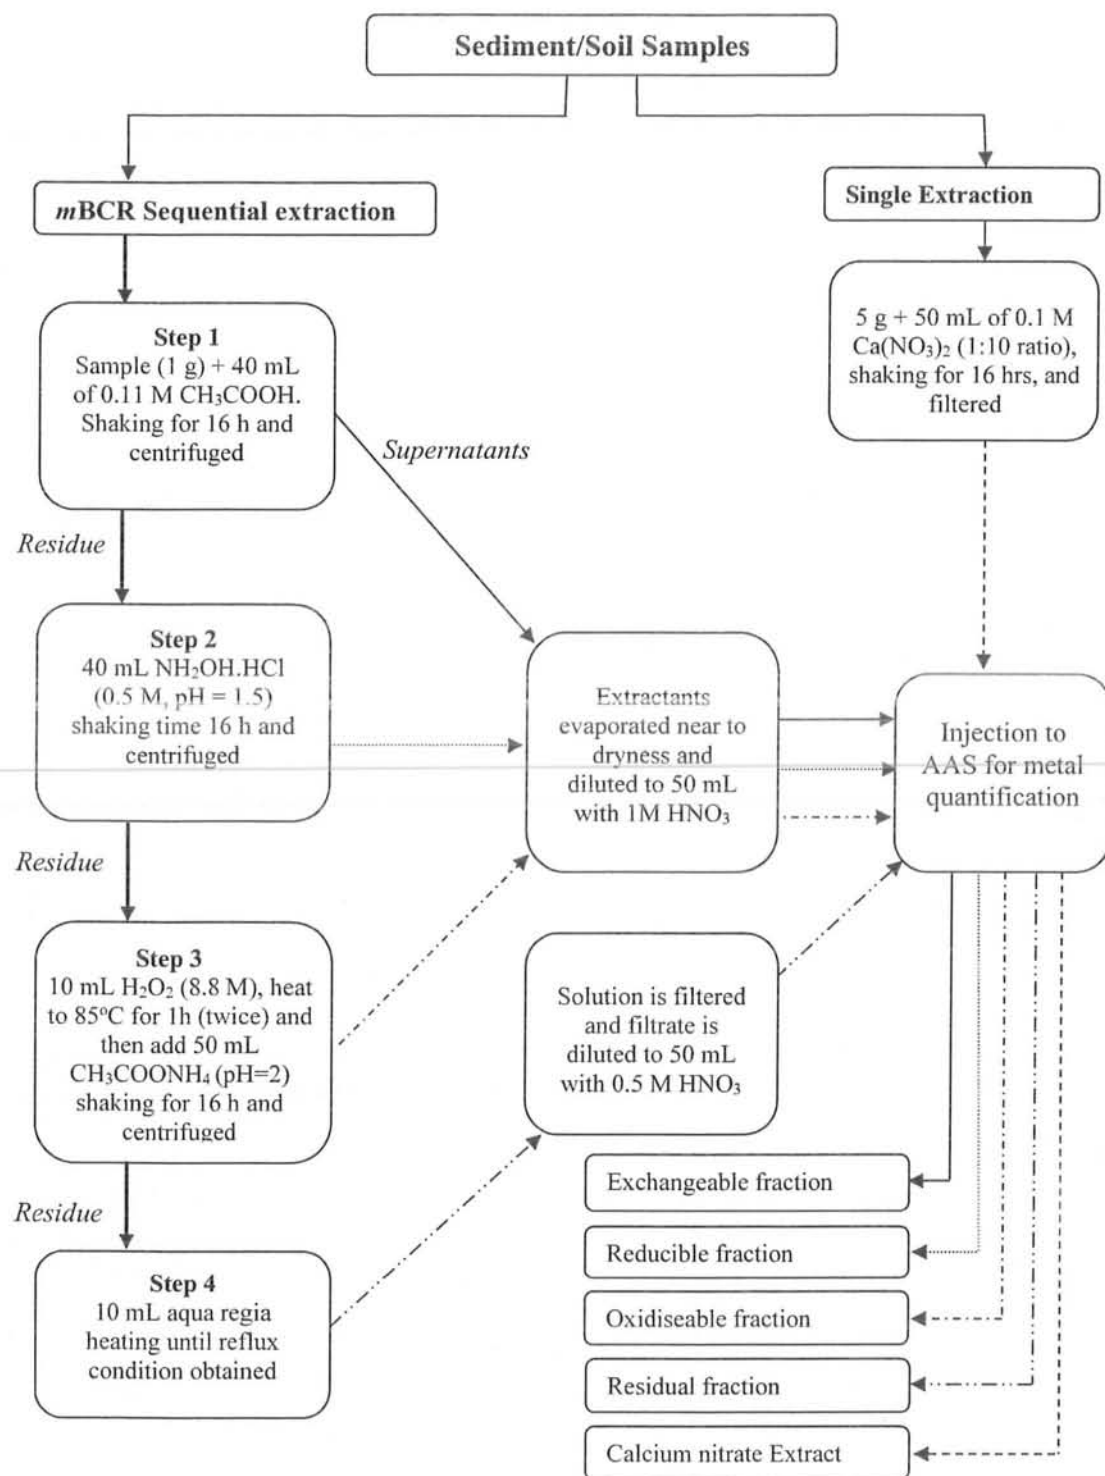 Sediment/Soil Samples
mBCR Sequential extraction
Single Extraction
Step 1
Sample (1 g) + 40 mL
of 0.11 M CH₃COOH.
Shaking for 16 h and
centrifuged
5 g + 50 mL of 0.1 M
Ca(NO₃)₂ (1:10 ratio),
shaking for 16 hrs, and
filtered
Supernatants
Residue
Step 2
40 mL NH₂OH.HCl
(0.5 M, pH = 1.5)
shaking time 16 h and
centrifuged
Extractants
evaporated near to
dryness and
diluted to 50 mL
with 1M HNO₃
Injection to
AAS for metal
quantification
Residue
Step 3
10 mL H₂O₂ (8.8 M), heat
to 85ºC for 1h (twice) and
then add 50 mL
CH₃COONH₄ (pH=2)
shaking for 16 h and
centrifuged
Solution is filtered
and filtrate is
diluted to 50 mL
with 0.5 M HNO₃
Residue
Step 4
10 mL aqua regia
heating until reflux
condition obtained
Exchangeable fraction
Reducible fraction
Oxidiseable fraction
Residual fraction
Calcium nitrate Extract